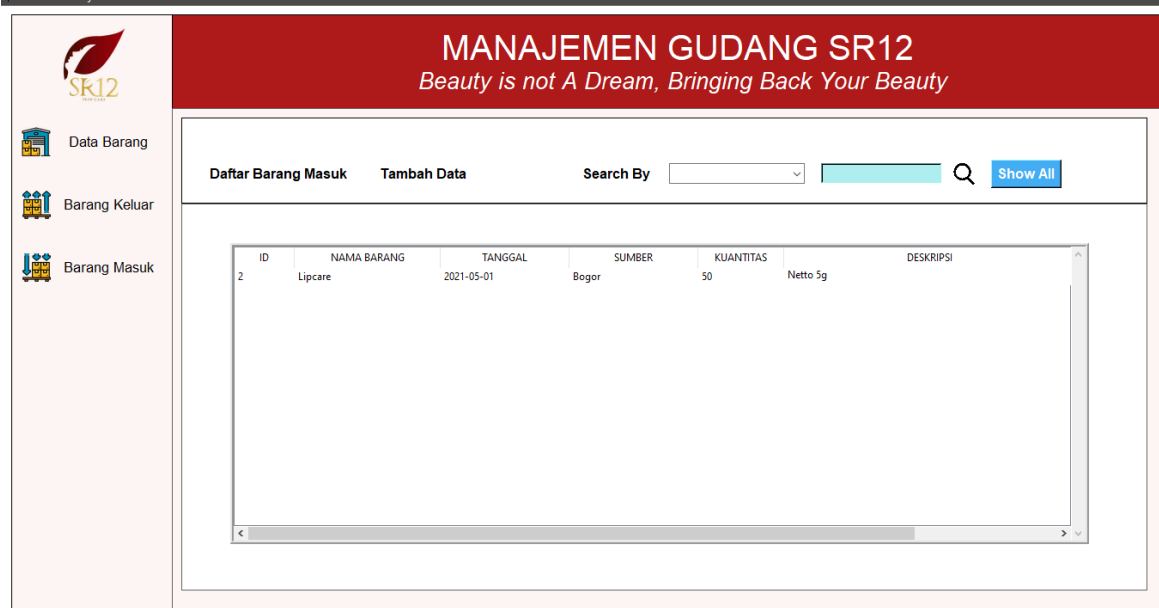 MANAJEMEN GUDANG SR12
Beauty is not A Dream, Bringing Back Your Beauty
SR12
Data Barang
Barang Keluar
Barang Masuk
Daftar Barang Masuk Tambah Data Search By Show All
ID NAMA BARANG TANGGAL SUMBER KUANTITAS DESKRIPSI
2 Lipcare 2021-05-01 Bogor 50 Netto 5g